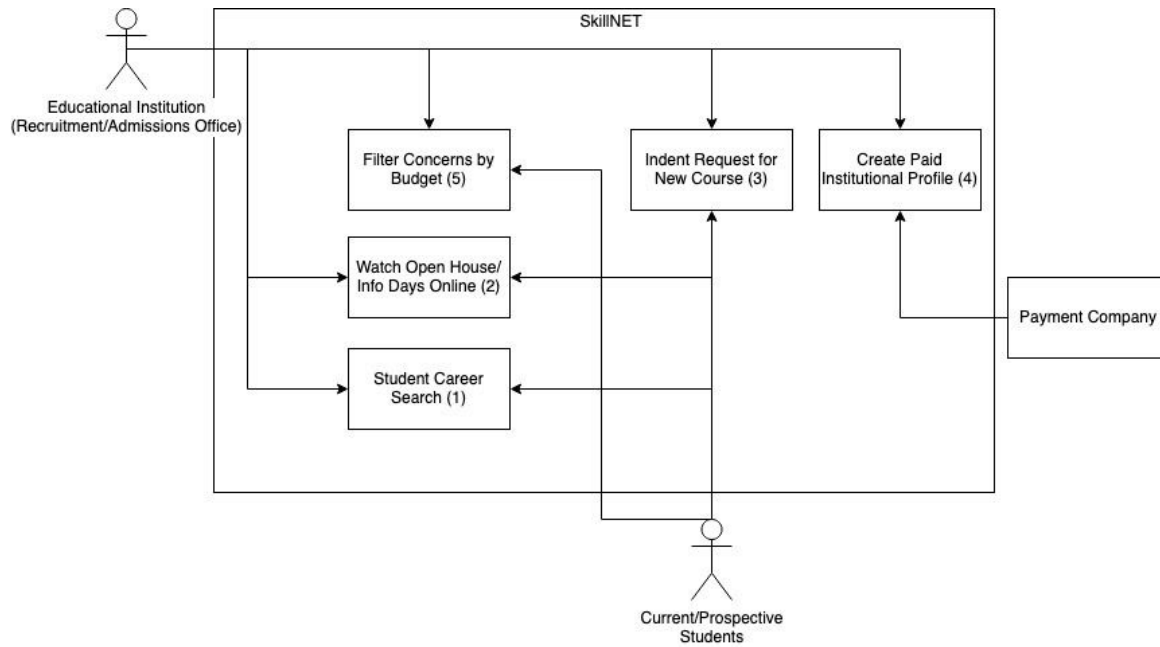 SkillNET
Educational Institution
(Recruitment/Admissions Office)
Filter Concerns by
Budget (5)
Indent Request for
New Course (3)
Create Paid
Institutional Profile (4)
Watch Open House/
Info Days Online (2)
Payment Company
Student Career
Search (1)
Current/Prospective
Students